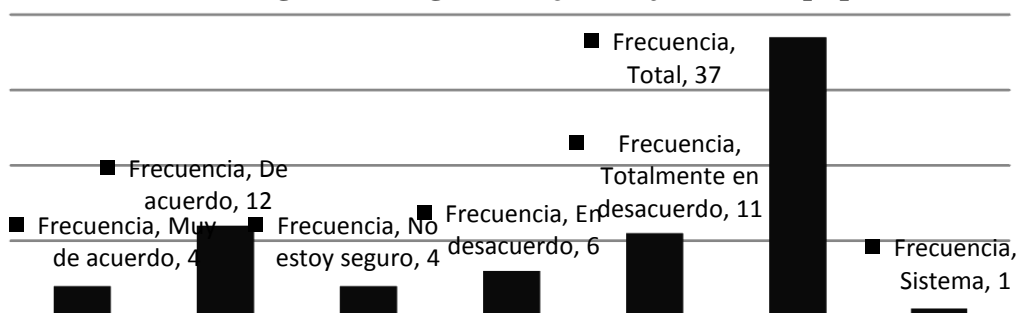 Frecuencia, Muy
de acuerdo, 4
Frecuencia, De
acuerdo, 12
Frecuencia, No
estoy seguro, 4
Frecuencia, En
desacuerdo, 6
Frecuencia,
Totalmente en
desacuerdo, 11
Frecuencia,
Total, 37
Frecuencia,
Sistema, 1